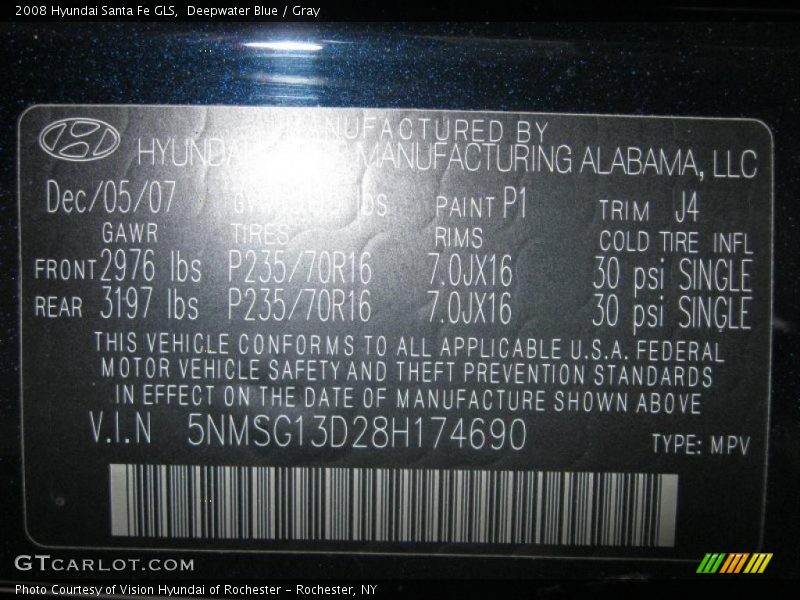 2008 Hyundai Santa Fe GLS, Deepwater Blue / Gray
MANUFACTURED BY
HYUNDAI MANUFACTURING ALABAMA, LLC
Dec/05/07 lbs PAINT P1 TRIM J4
GAWR TIRES RIMS COLD TIRE INFL
FRONT 2976 lbs P235/70R16 7.0JX16 30 psi SINGLE
REAR 3197 lbs P235/70R16 7.0JX16 30 psi SINGLE
THIS VEHICLE CONFORMS TO ALL APPLICABLE U.S.A. FEDERAL
MOTOR VEHICLE SAFETY AND THEFT PREVENTION STANDARDS
IN EFFECT ON THE DATE OF MANUFACTURE SHOWN ABOVE
V.I.N 5NMSG13D28H174690 TYPE: MPV
GTCARLOT.COM
Photo Courtesy of Vision Hyundai of Rochester - Rochester, NY